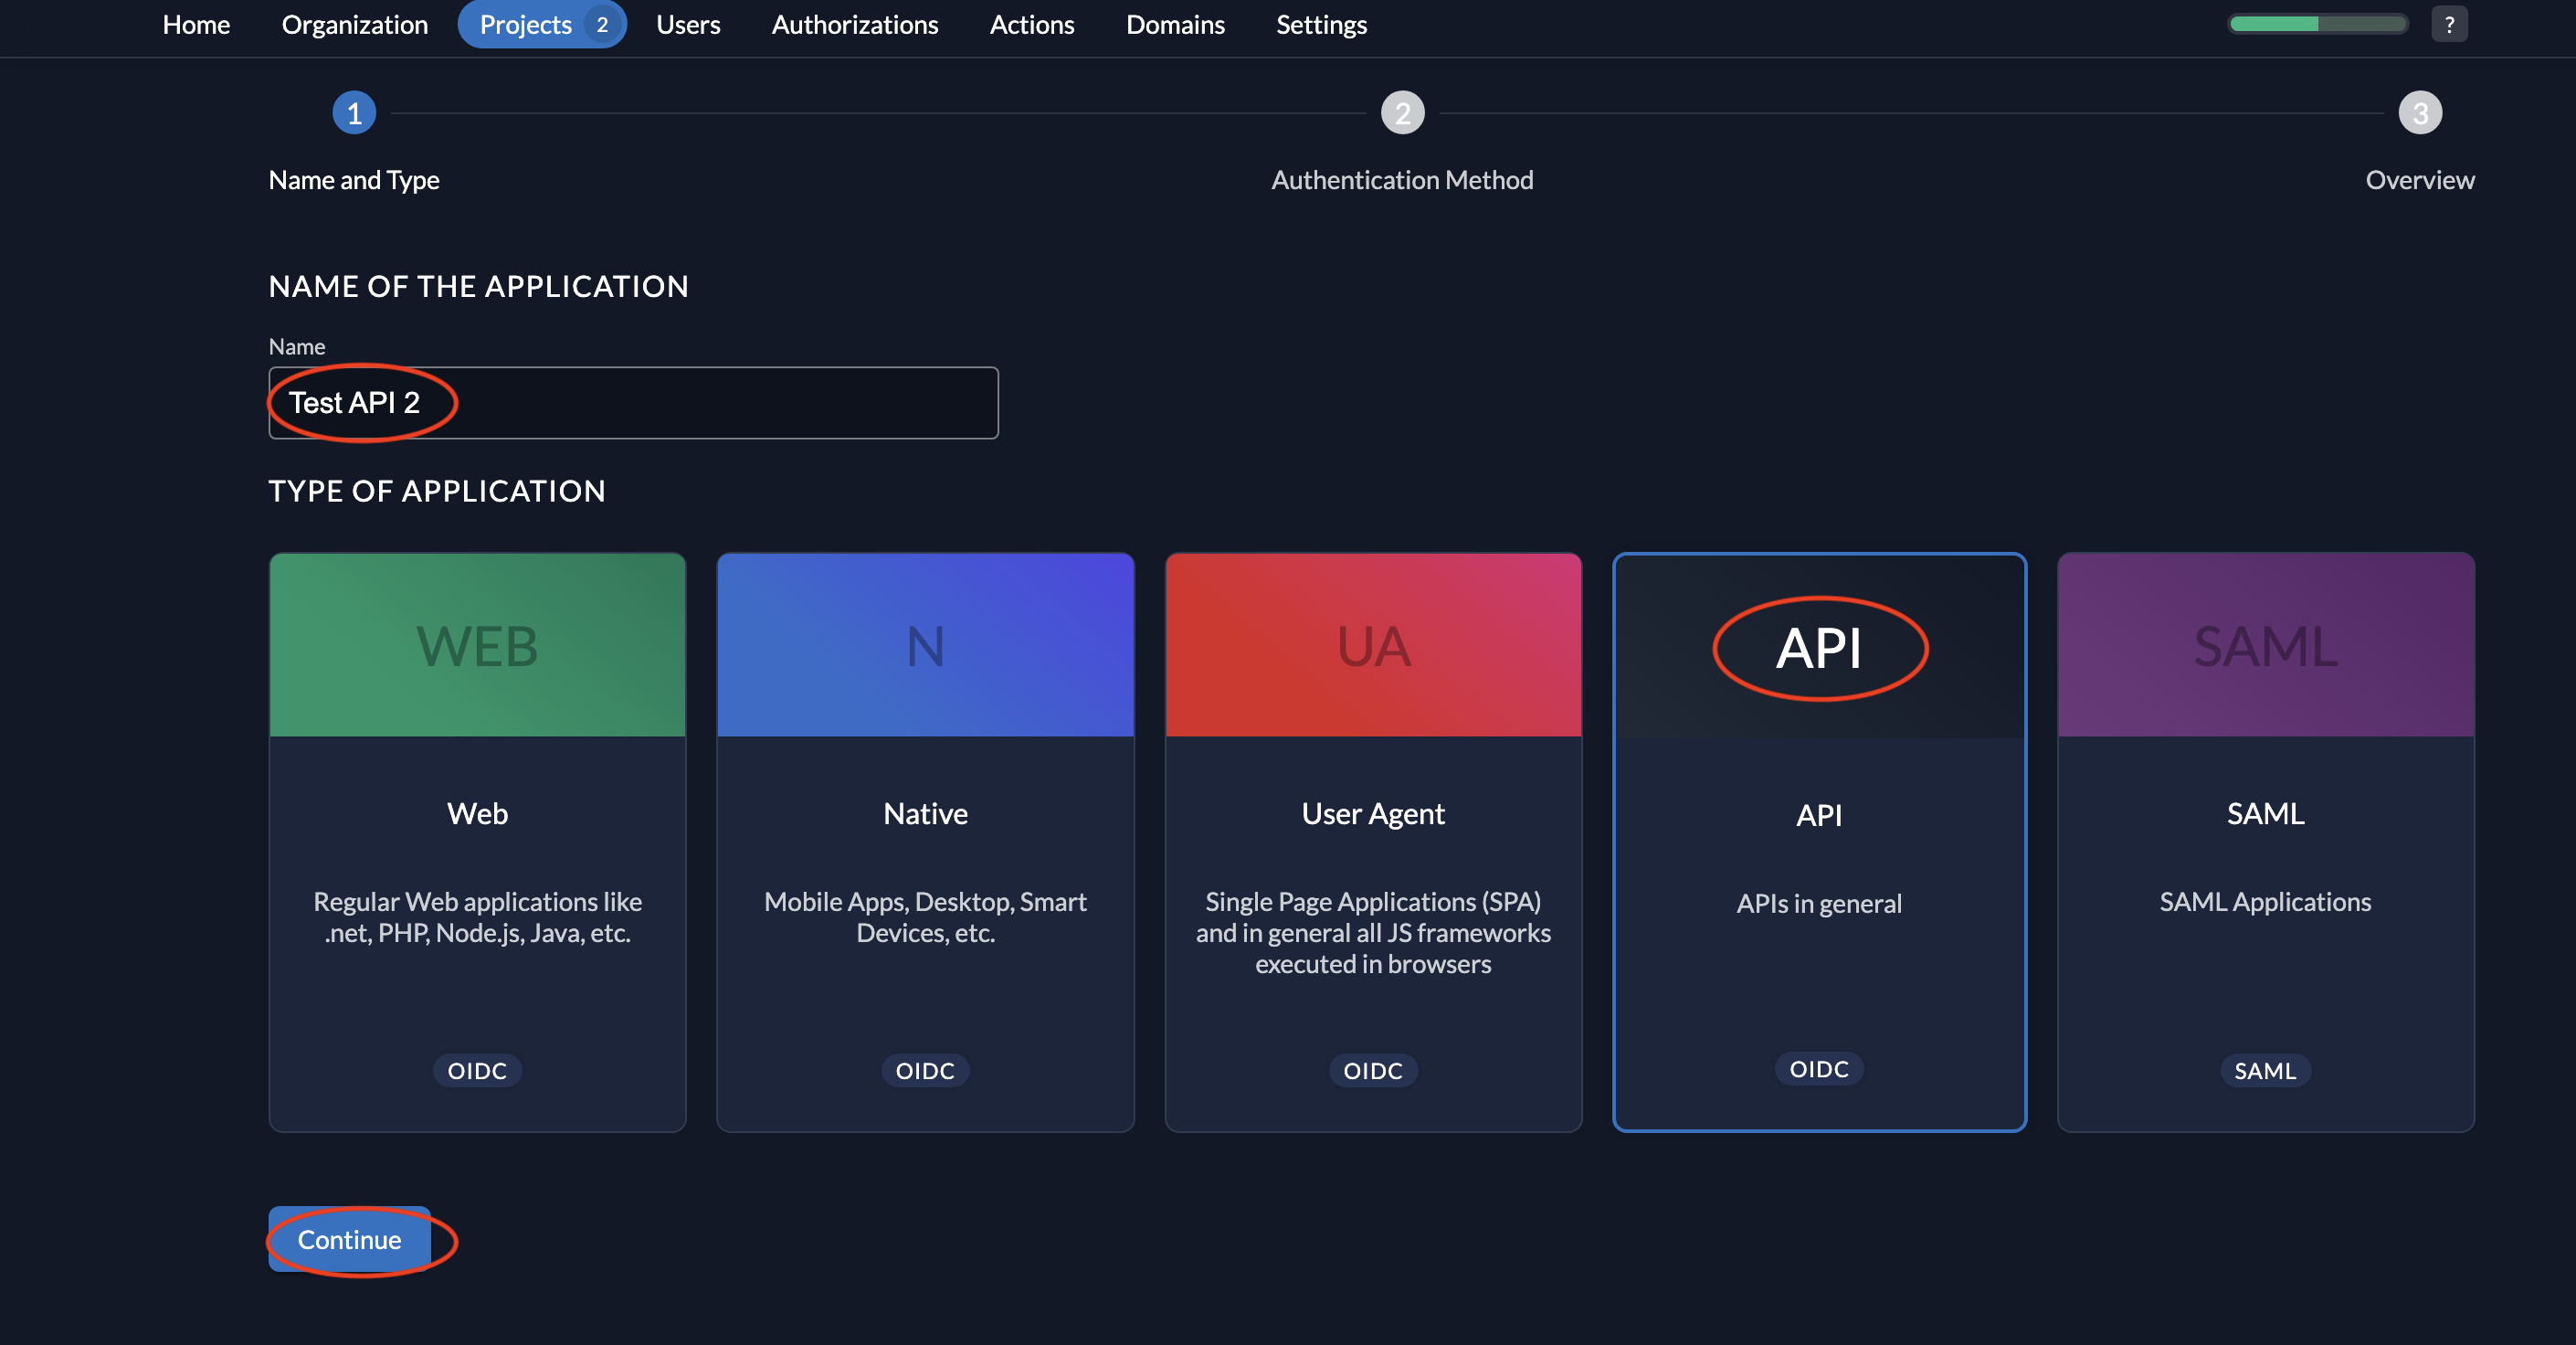 Home Organization Projects 2 Users Authorizations Actions Domains Settings ?
1 2 3
Name and Type Authentication Method Overview
NAME OF THE APPLICATION
Name
Test API 2
TYPE OF APPLICATION
WEB
Web
Regular Web applications like
.net, PHP, Node.js, Java, etc.
OIDC
N
Native
Mobile Apps, Desktop, Smart
Devices, etc.
OIDC
UA
User Agent
Single Page Applications (SPA)
and in general all JS frameworks
executed in browsers
OIDC
API
API
APIs in general
OIDC
SAML
SAML
SAML Applications
SAML
Continue